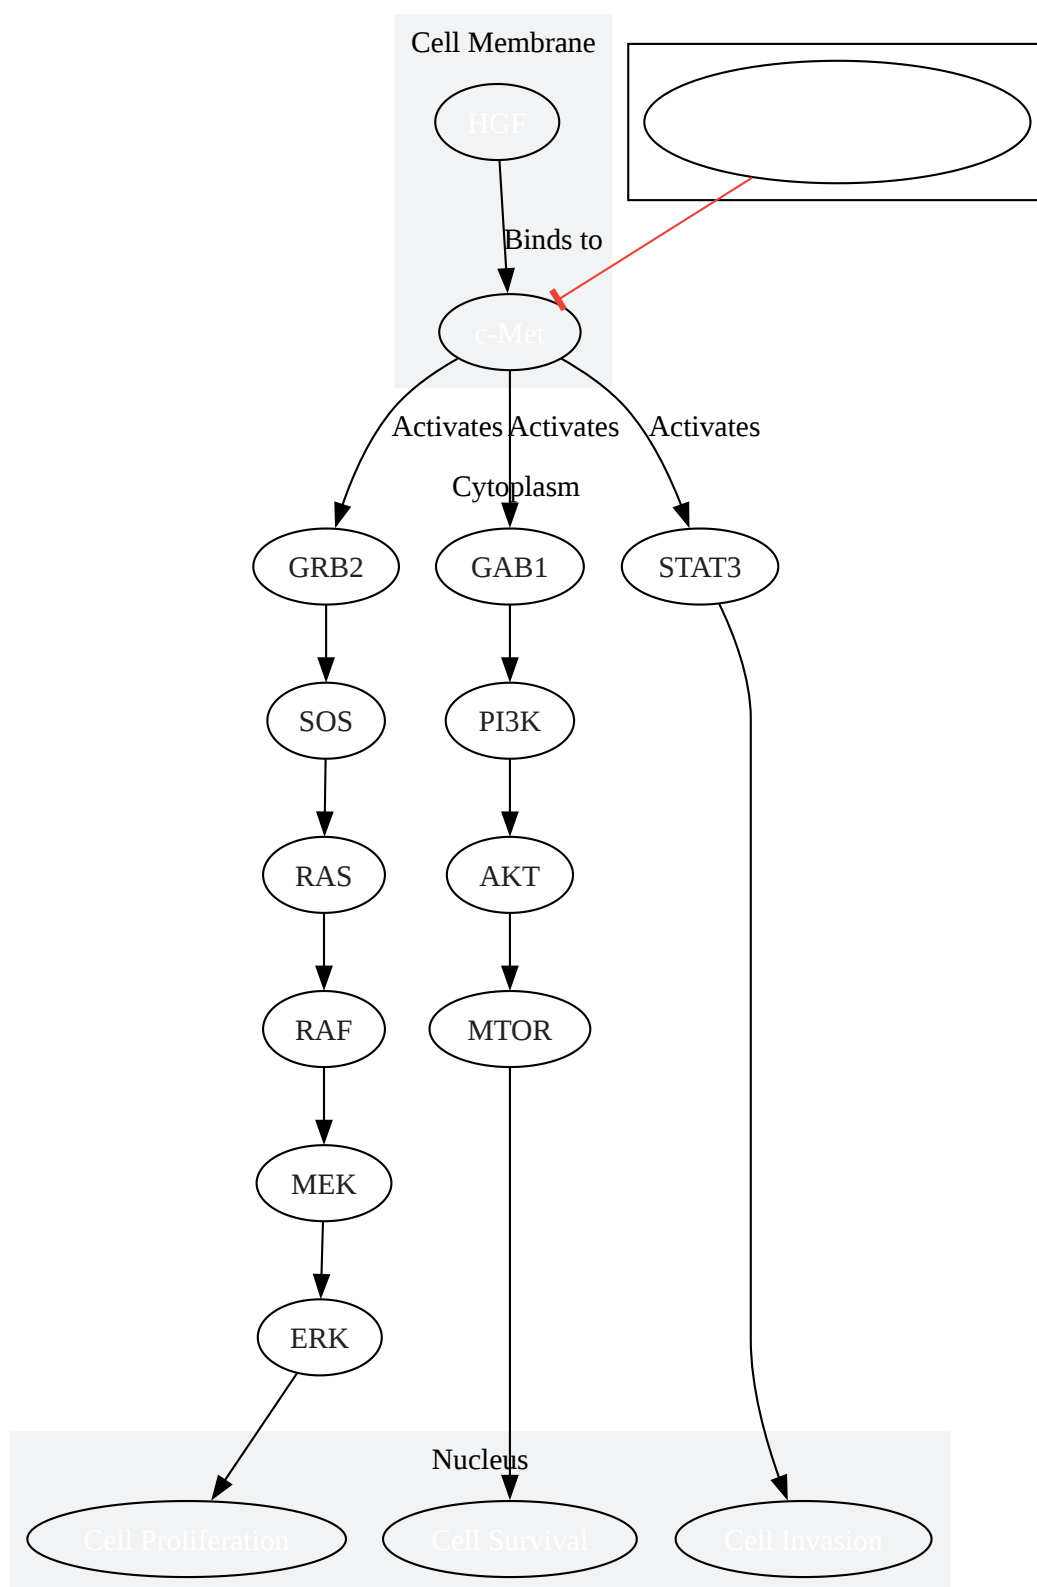 Cell Membrane
HGF
Binds to
c-Met
Activates
Activates
Activates
Cytoplasm
GRB2
GAB1
STAT3
SOS
PI3K
RAS
AKT
RAF
MTOR
MEK
ERK
Nucleus
Cell Proliferation
Cell Survival
Cell Invasion